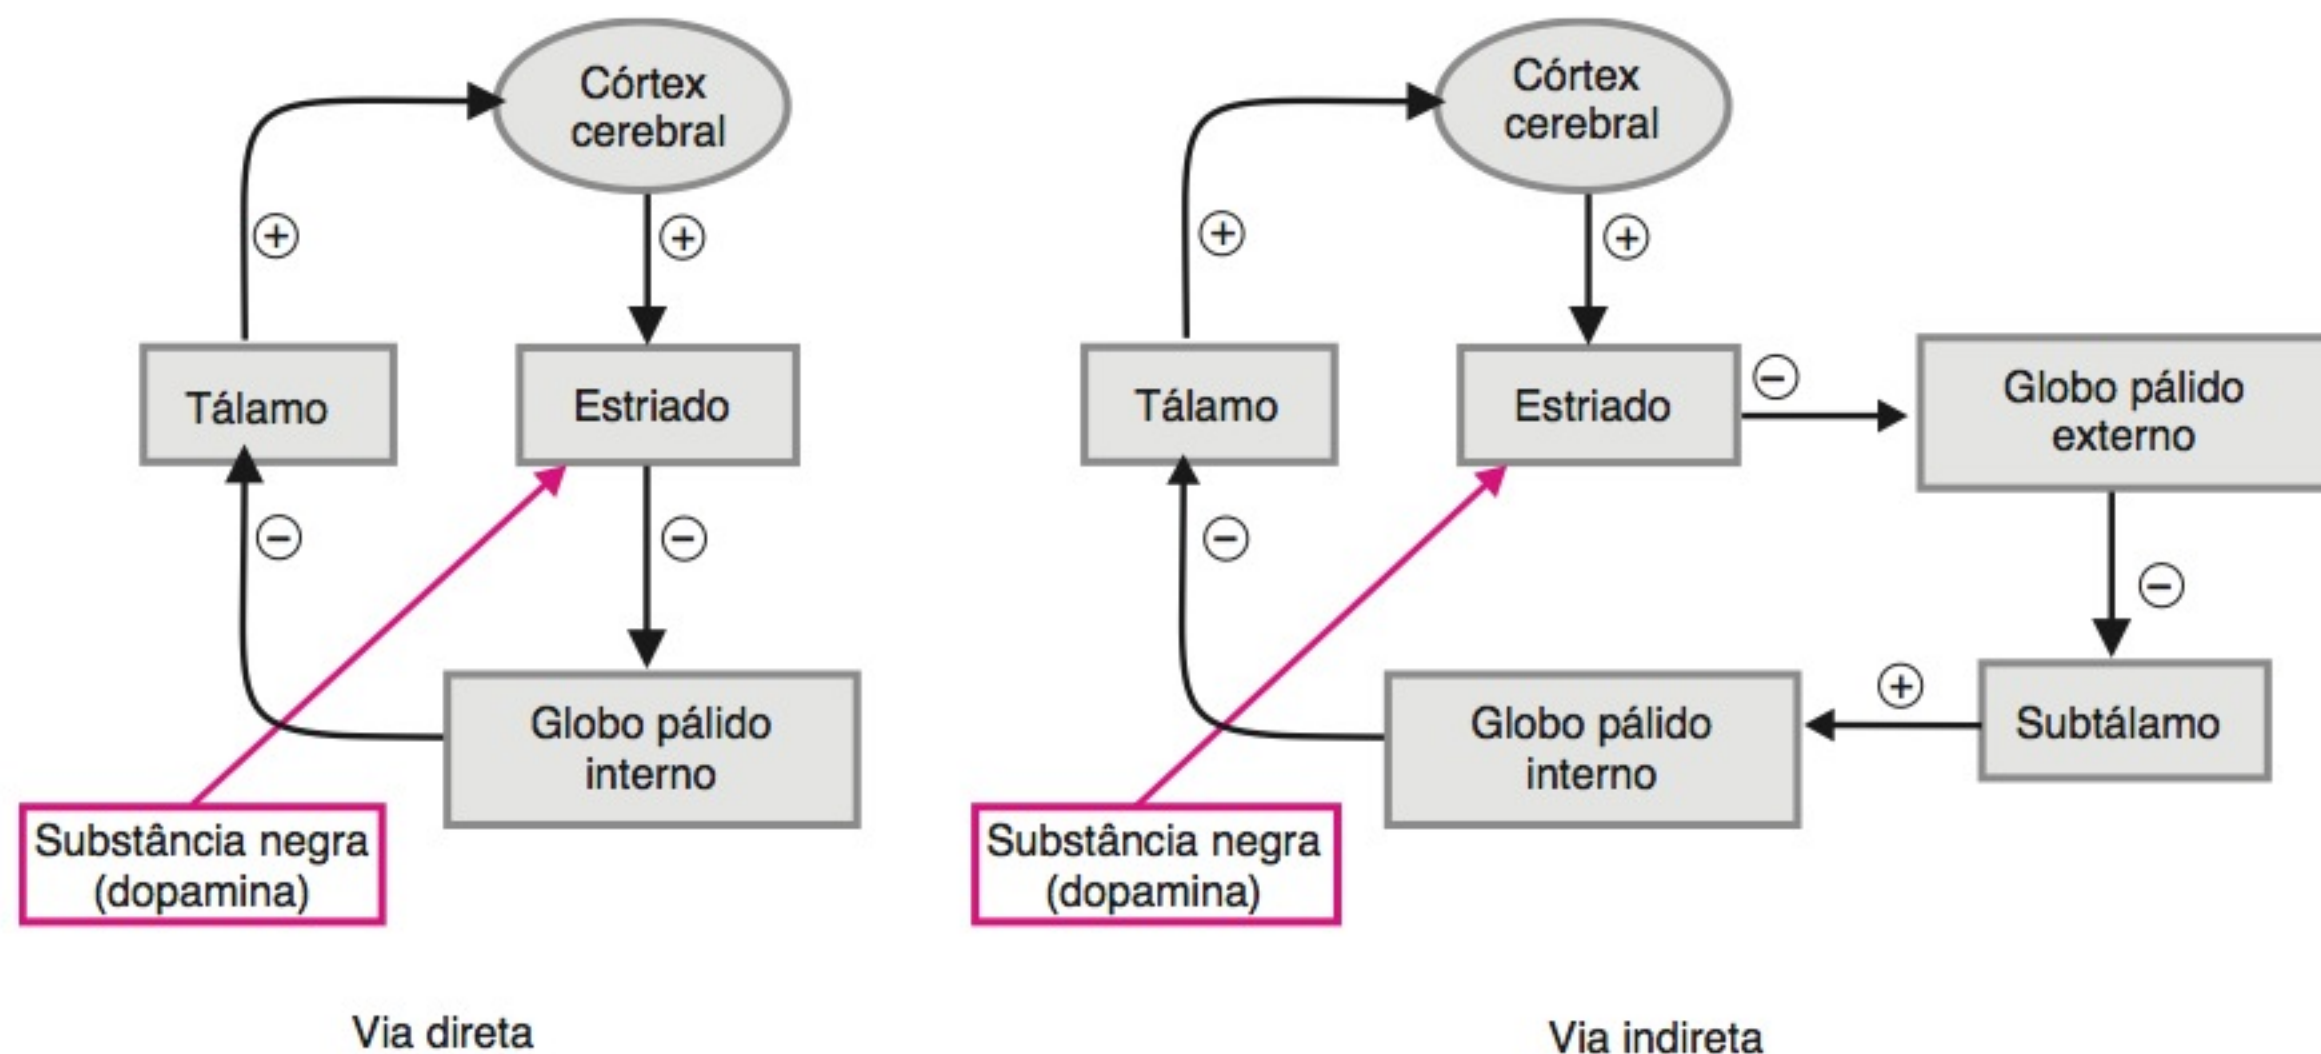 Córtex
cerebral
+
+
Tálamo
Estriado
−
−
Globo pálido
interno
Substância negra
(dopamina)
Via direta
Córtex
cerebral
+
+
Tálamo
Estriado
−
Globo pálido
externo
−
−
+
Globo pálido
interno
Subtálamo
Substância negra
(dopamina)
Via indireta